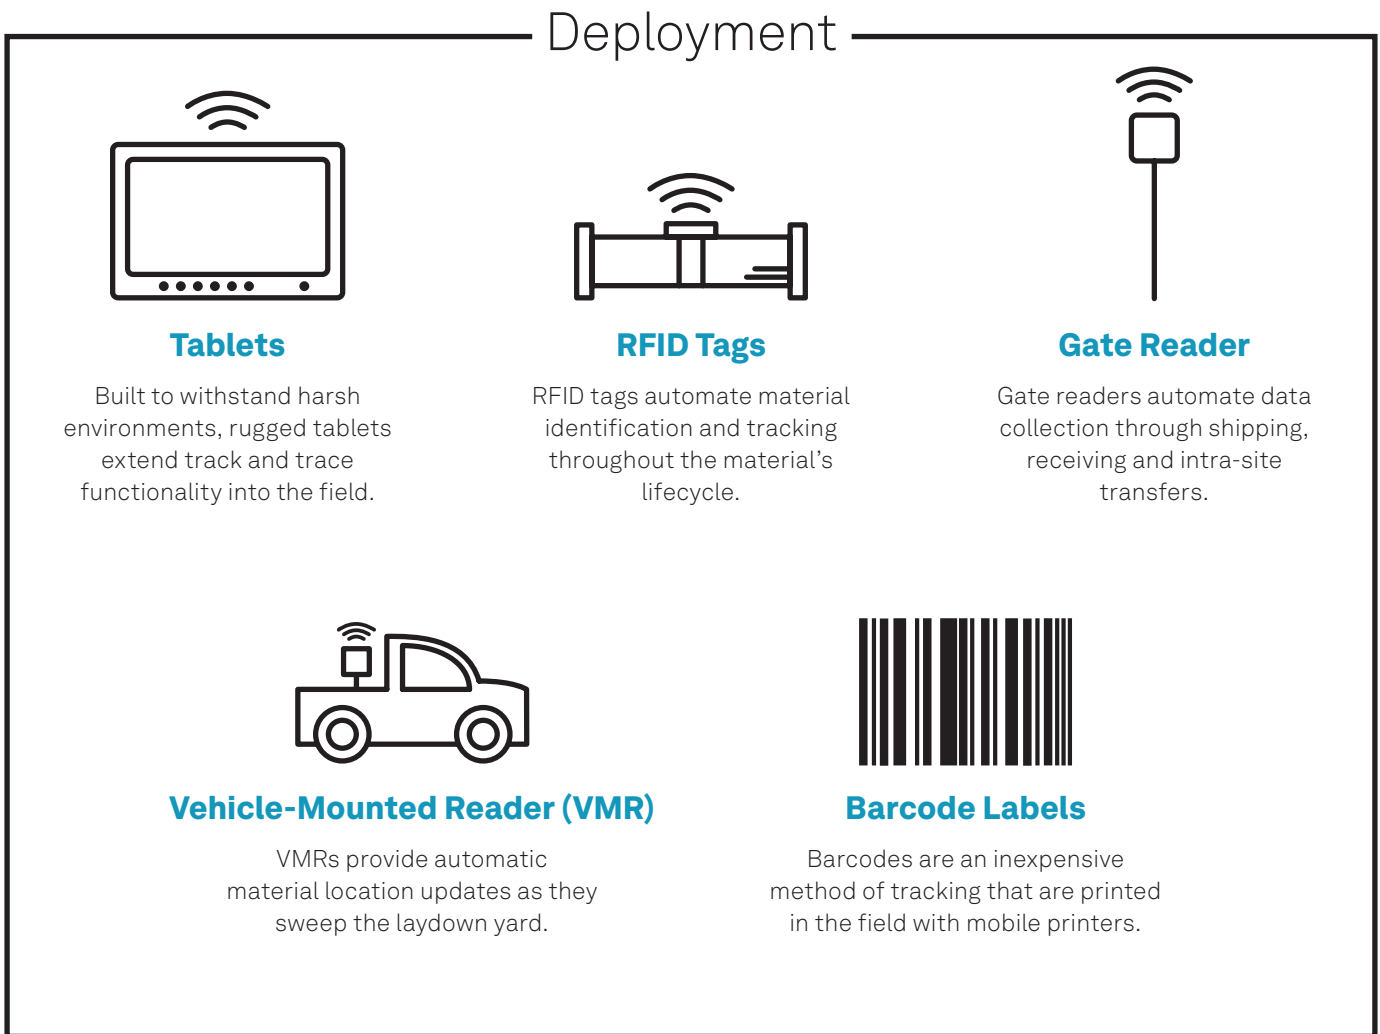 Deployment
Tablets
Built to withstand harsh
environments, rugged tablets
extend track and trace
functionality into the field.
RFID Tags
RFID tags automate material
identification and tracking
throughout the material’s
lifecycle.
Gate Reader
Gate readers automate data
collection through shipping,
receiving and intra-site
transfers.
Vehicle-Mounted Reader (VMR)
VMRs provide automatic
material location updates as they
sweep the laydown yard.
Barcode Labels
Barcodes are an inexpensive
method of tracking that are printed
in the field with mobile printers.